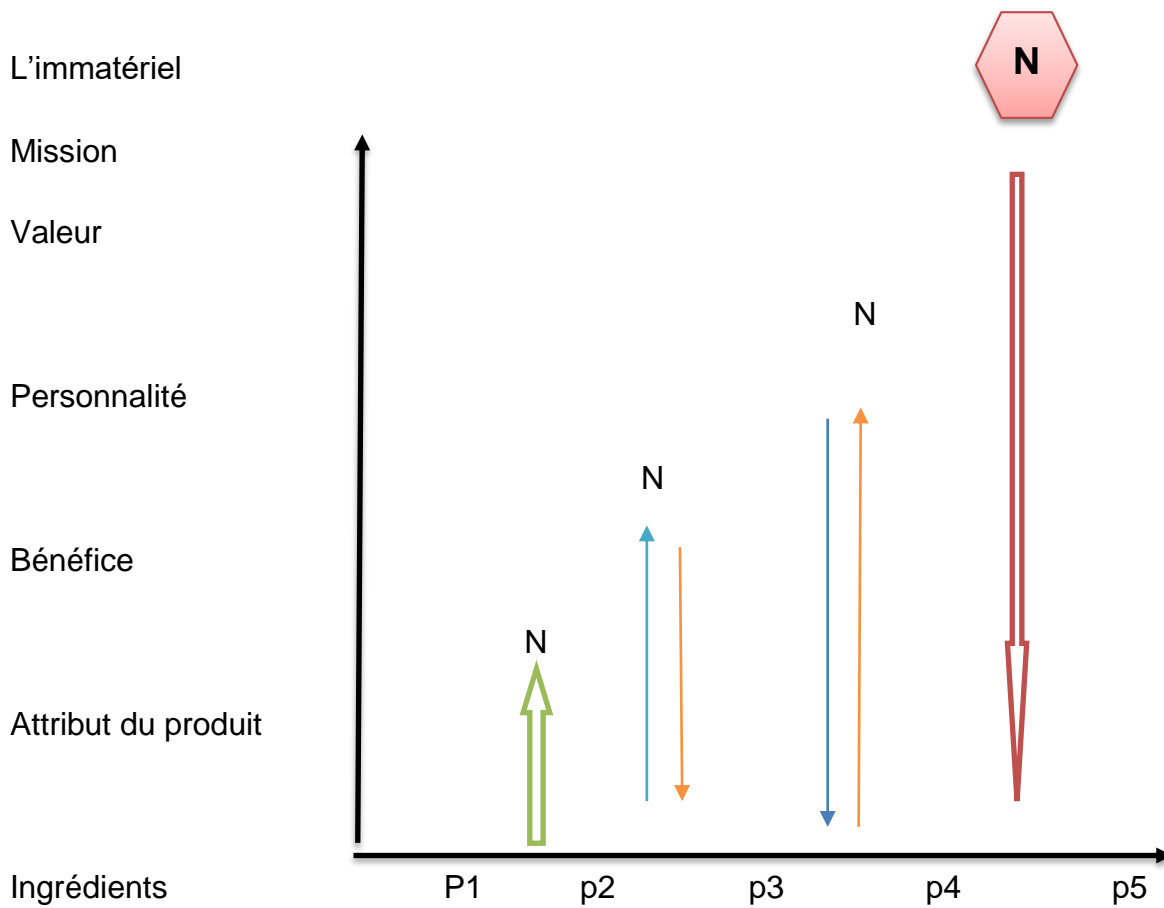 L’immatériel
N
Mission
Valeur
N
Personnalité
N
Bénéfice
N
Attribut du produit
Ingrédients P1 p2 p3 p4 p5